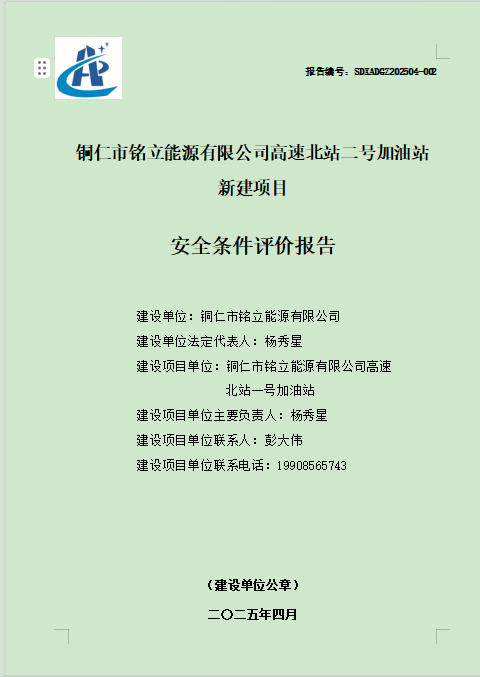 报告编号：SDXADGZ202504-002
铜仁市铭立能源有限公司高速北站二号加油站
新建项目
安全条件评价报告
建设单位：铜仁市铭立能源有限公司
建设单位法定代表人：杨秀星
建设项目单位：铜仁市铭立能源有限公司高速
北站一号加油站
建设项目单位主要负责人：杨秀星
建设项目单位联系人：彭大伟
建设项目单位联系电话：19908565743
（建设单位公章）
二〇二五年四月